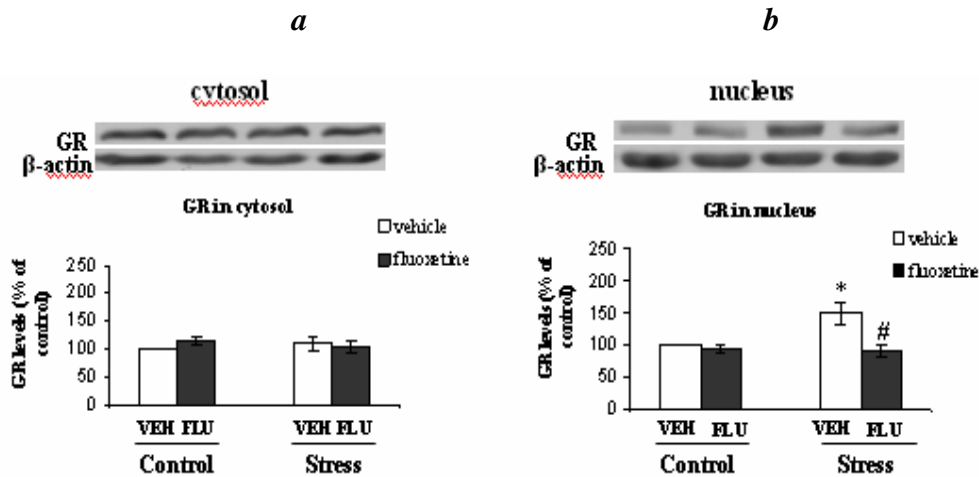 a
cytosol
GR
β-actin
GR in cytosol
vehicle
fluoxetine
GR levels (% of
control)
250
200
150
100
50
0
VEH FLU
VEH FLU
Control
Stress
b
nucleus
GR
β-actin
GR in nucleus
vehicle
fluoxetine
GR levels (% of
control)
250
200
150
100
50
0
*
#
VEH FLU
VEH FLU
Control
Stress